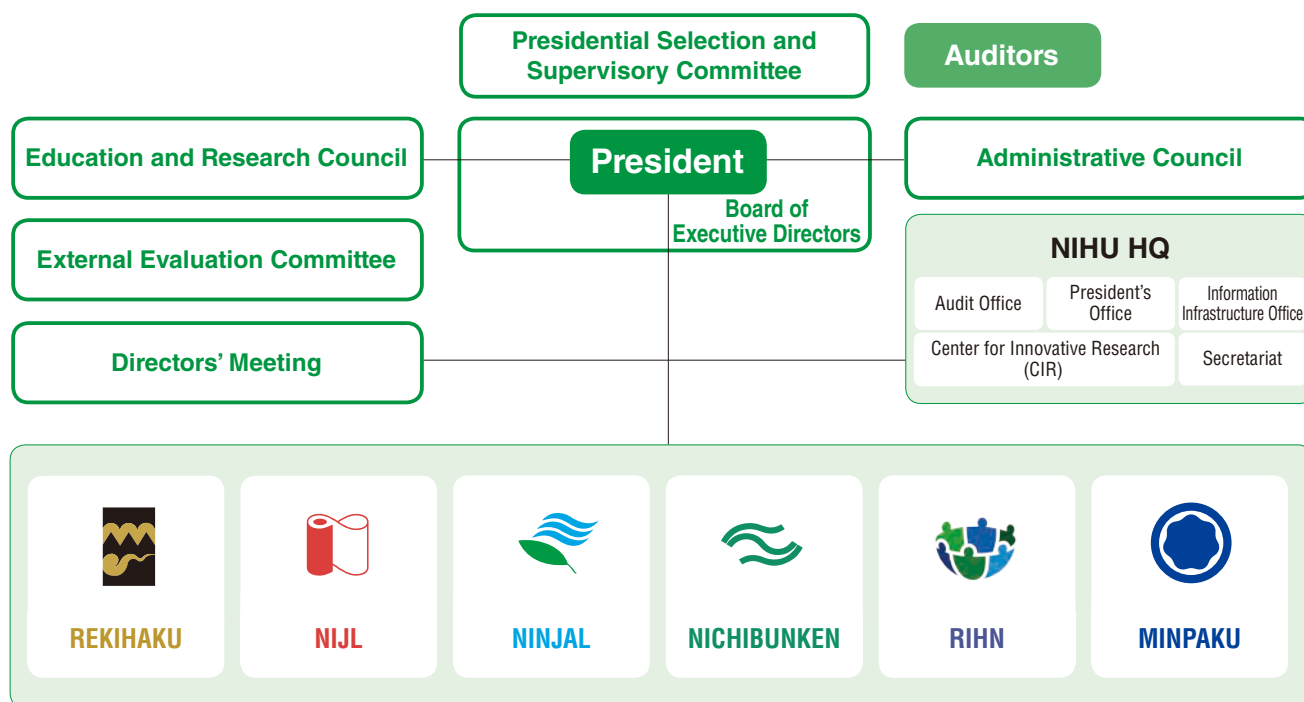 Presidential Selection and
Supervisory Committee
Auditors
Education and Research Council
President
Board of
Executive Directors
Administrative Council
External Evaluation Committee
NIHU HQ
Audit Office
President's
Office
Information
Infrastructure Office
Center for Innovative Research
(CIR)
Secretariat
Directors’ Meeting
REKIHAKU
NIJL
NINJAL
NICHIBUNKEN
RIHN
MINPAKU